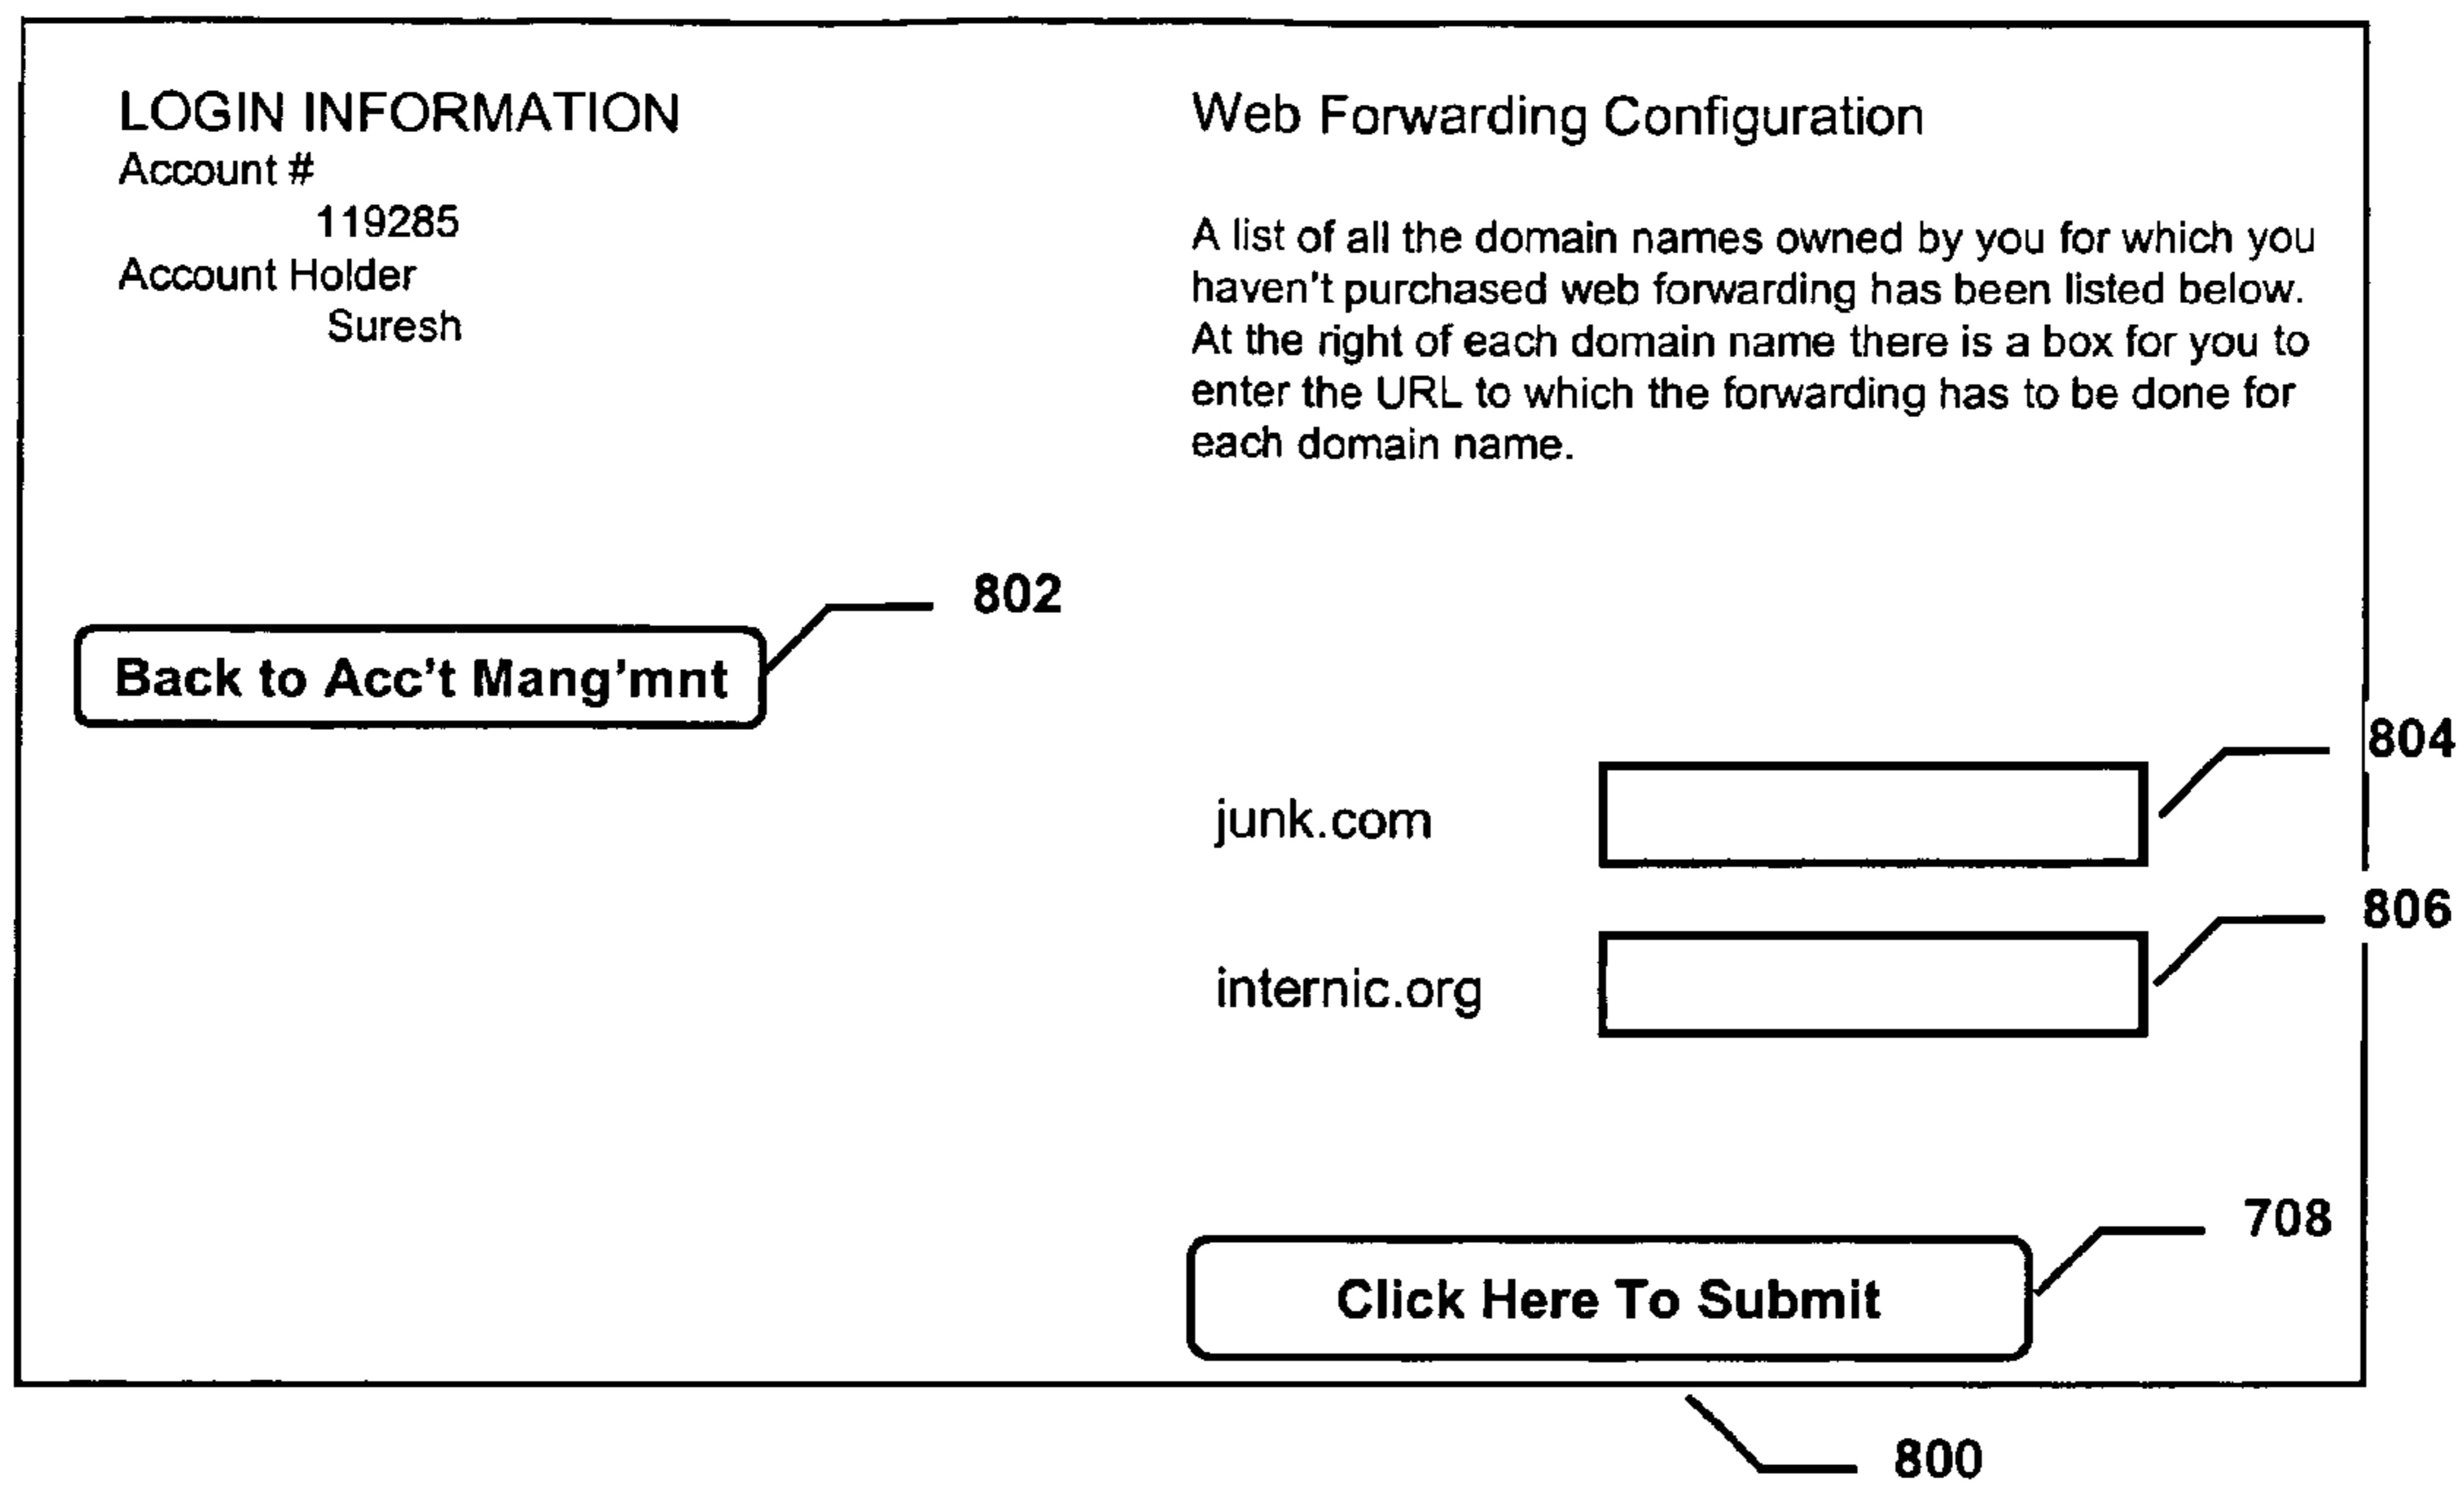 LOGIN INFORMATION
Account #
119285
Account Holder
Suresh
Web Forwarding Configuration
A list of all the domain names owned by you for which you
haven't purchased web forwarding has been listed below.
At the right of each domain name there is a box for you to
enter the URL to which the forwarding has to be done for
each domain name.
802
Back to Acc't Mang'mnt
804
junk.com
806
internic.org
708
Click Here To Submit
800